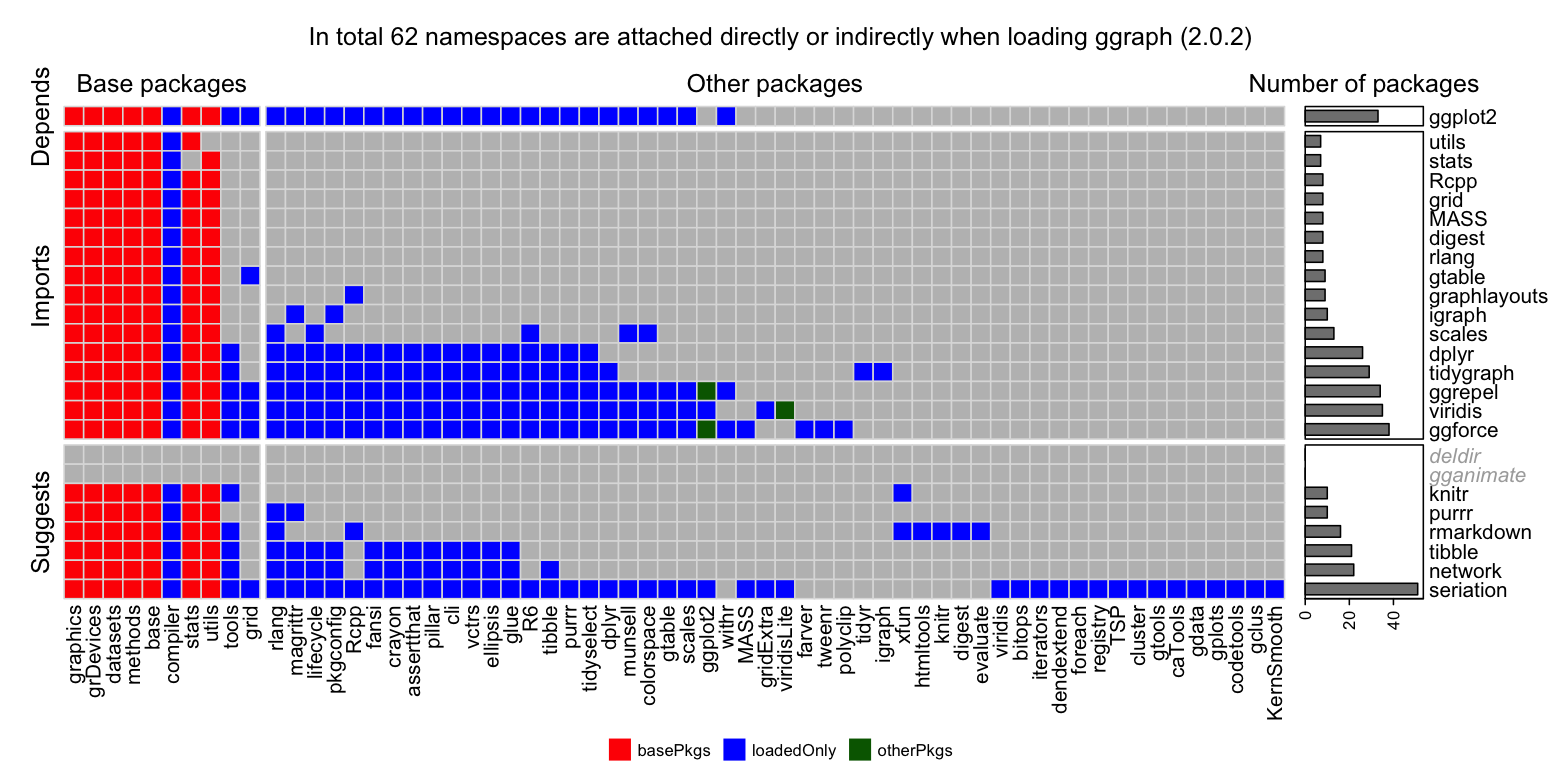 In total 62 namespaces are attached directly or indirectly when loading ggraph (2.0.2)
Base packages
Other packages
Number of packages
Depends
Imports
Suggests
ggplot2
utils
stats
Rcpp
grid
MASS
digest
rlang
gtable
graphlayouts
igraph
scales
dplyr
tidygraph
ggrepel
viridis
ggforce
deldir
gganimate
knitr
purrr
rmarkdown
tibble
network
seriation
0
20
40
graphics
grDevices
datasets
methods
base
compiler
stats
utils
tools
grid
rlang
magrittr
lifecycle
pkgconfig
Rcpp
fansi
crayon
assertthat
pillar
cli
vctrs
ellipsis
glue
R6
tibble
purrr
tidyselect
dplyr
munsell
colorspace
gtable
scales
ggplot2
withr
MASS
gridExtra
viridisLite
farver
tweenr
polyclip
tidyr
igraph
xfun
htmltools
knitr
digest
evaluate
viridis
bitops
iterators
dendextend
foreach
registry
TSP
cluster
gtools
caTools
gdata
gplots
codetools
gclus
KernSmooth
basePkgs
loadedOnly
otherPkgs